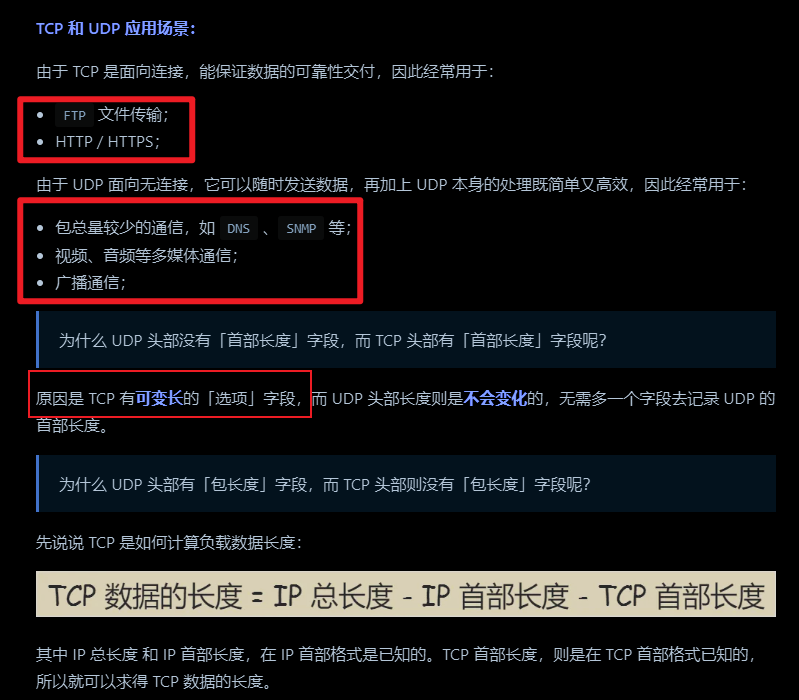 TCP 和 UDP 应用场景：
由于 TCP 是面向连接，能保证数据的可靠性交付，因此经常用于：
FTP 文件传输；
HTTP / HTTPS；
由于 UDP 面向无连接，它可以随时发送数据，再加上 UDP 本身的处理既简单又高效，因此经常用于：
包总量较少的通信，如 DNS 、 SNMP 等；
视频、音频等多媒体通信；
广播通信；
为什么 UDP 头部没有「首部长度」字段，而 TCP 头部有「首部长度」字段呢？
原因是 TCP 有可变长的「选项」字段，而 UDP 头部长度则是不会变化的，无需多一个字段去记录 UDP 的
首部长度。
为什么 UDP 头部有「包长度」字段，而 TCP 头部则没有「包长度」字段呢？
先说说 TCP 是如何计算负载数据长度：
TCP 数据的长度 = IP 总长度 - IP 首部长度 - TCP 首部长度
其中 IP 总长度 和 IP 首部长度，在 IP 首部格式是已知的。TCP 首部长度，则是在 TCP 首部格式已知的，
所以就可以求得 TCP 数据的长度。